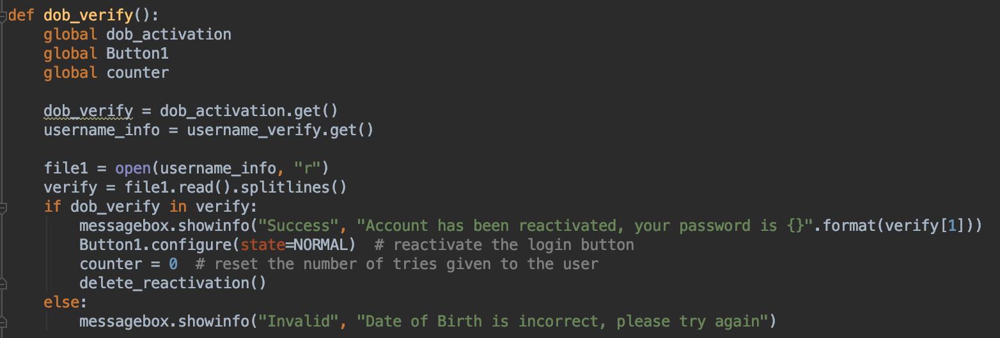 def dob_verify():
    global dob_activation
    global Button1
    global counter

    dob_verify = dob_activation.get()
    username_info = username_verify.get()

    file1 = open(username_info, "r")
    verify = file1.read().splitlines()
    if dob_verify in verify:
        messagebox.showinfo("Success", "Account has been reactivated, your password is {}".format(verify[1]))
        Button1.configure(state=NORMAL)  # reactivate the login button
        counter = 0  # reset the number of tries given to the user
        delete_reactivation()
    else:
        messagebox.showinfo("Invalid", "Date of Birth is incorrect, please try again")